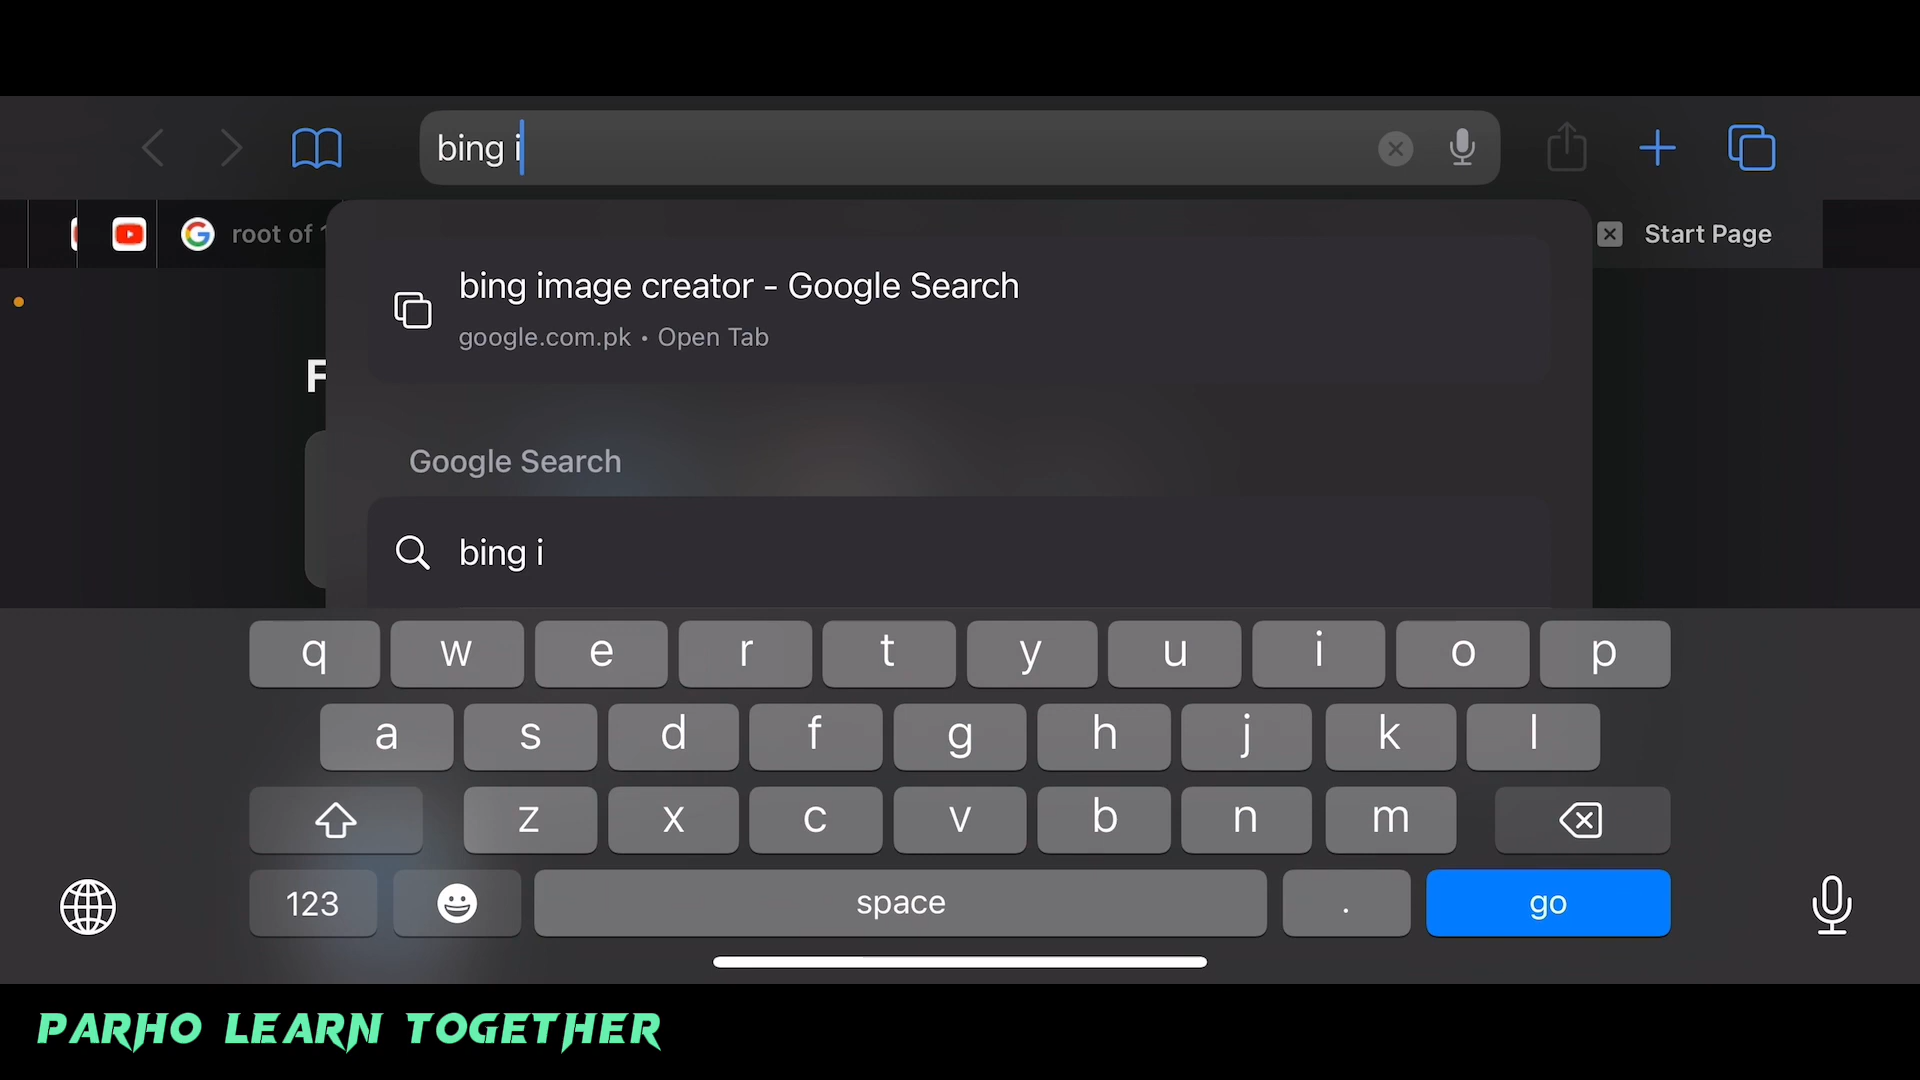 bing i
root of
Start Page
bing image creator - Google Search
google.com.pk • Open Tab
F
Google Search
bing i
q w e r t y u i o p
a s d f g h j k l
z x c v b n m
123 space . go
PARHO LEARN TOGETHER